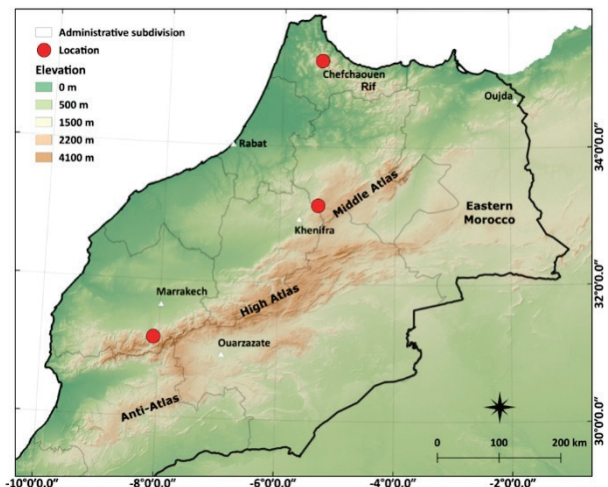 Administrative subdivision
Location
Elevation
0 m
500 m
1500 m
2200 m
4100 m
Chefchaouen
Rif
Oujda
Rabat
34°0'0.0"
Middle Atlas
Eastern
Morocco
Khenifra
32°0'0.0"
Marrakech
High Atlas
Ouarzazate
Anti-Atlas
30°0'0.0"
0 100 200 km
-10°0'0.0" -8°0'0.0" -6°0'0.0" -4°0'0.0" -2°0'0.0"